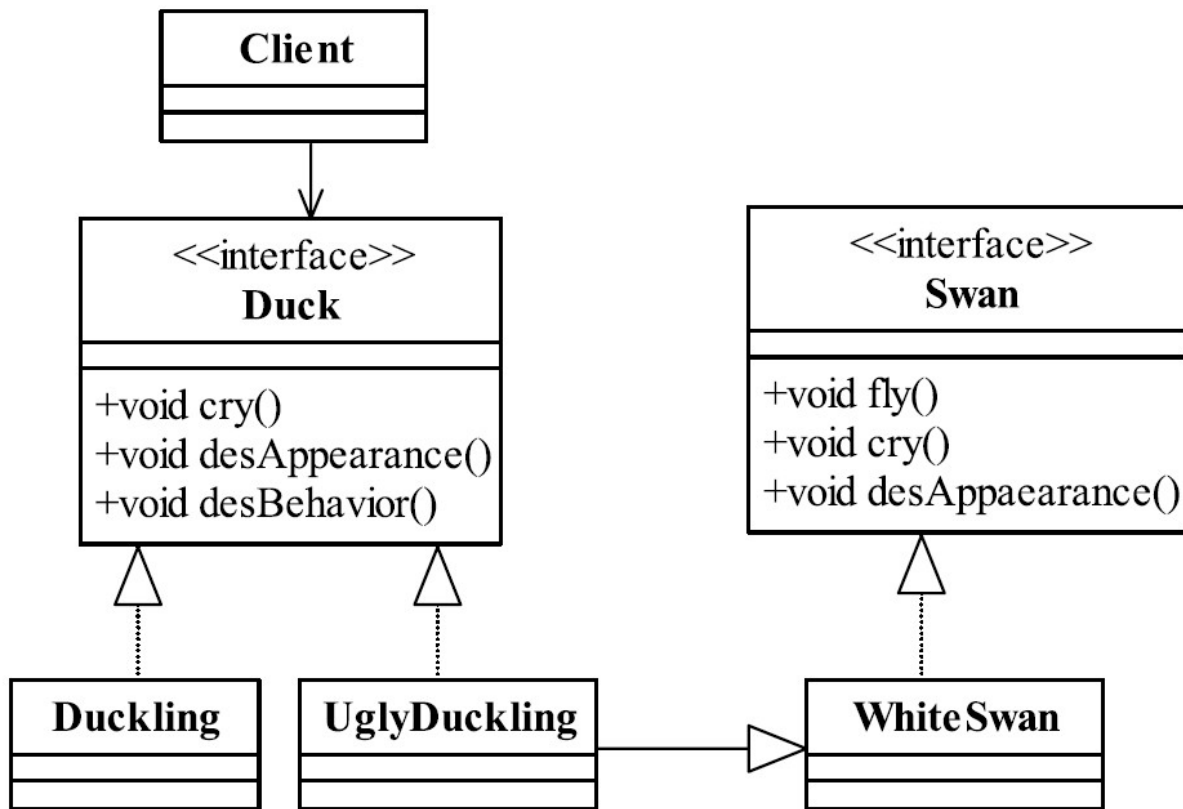 Client
<<interface>>
Duck
+void cry()
+void desAppearance()
+void desBehavior()
<<interface>>
Swan
+void fly()
+void cry()
+void desAppaearance()
Duckling
UglyDuckling
WhiteSwan